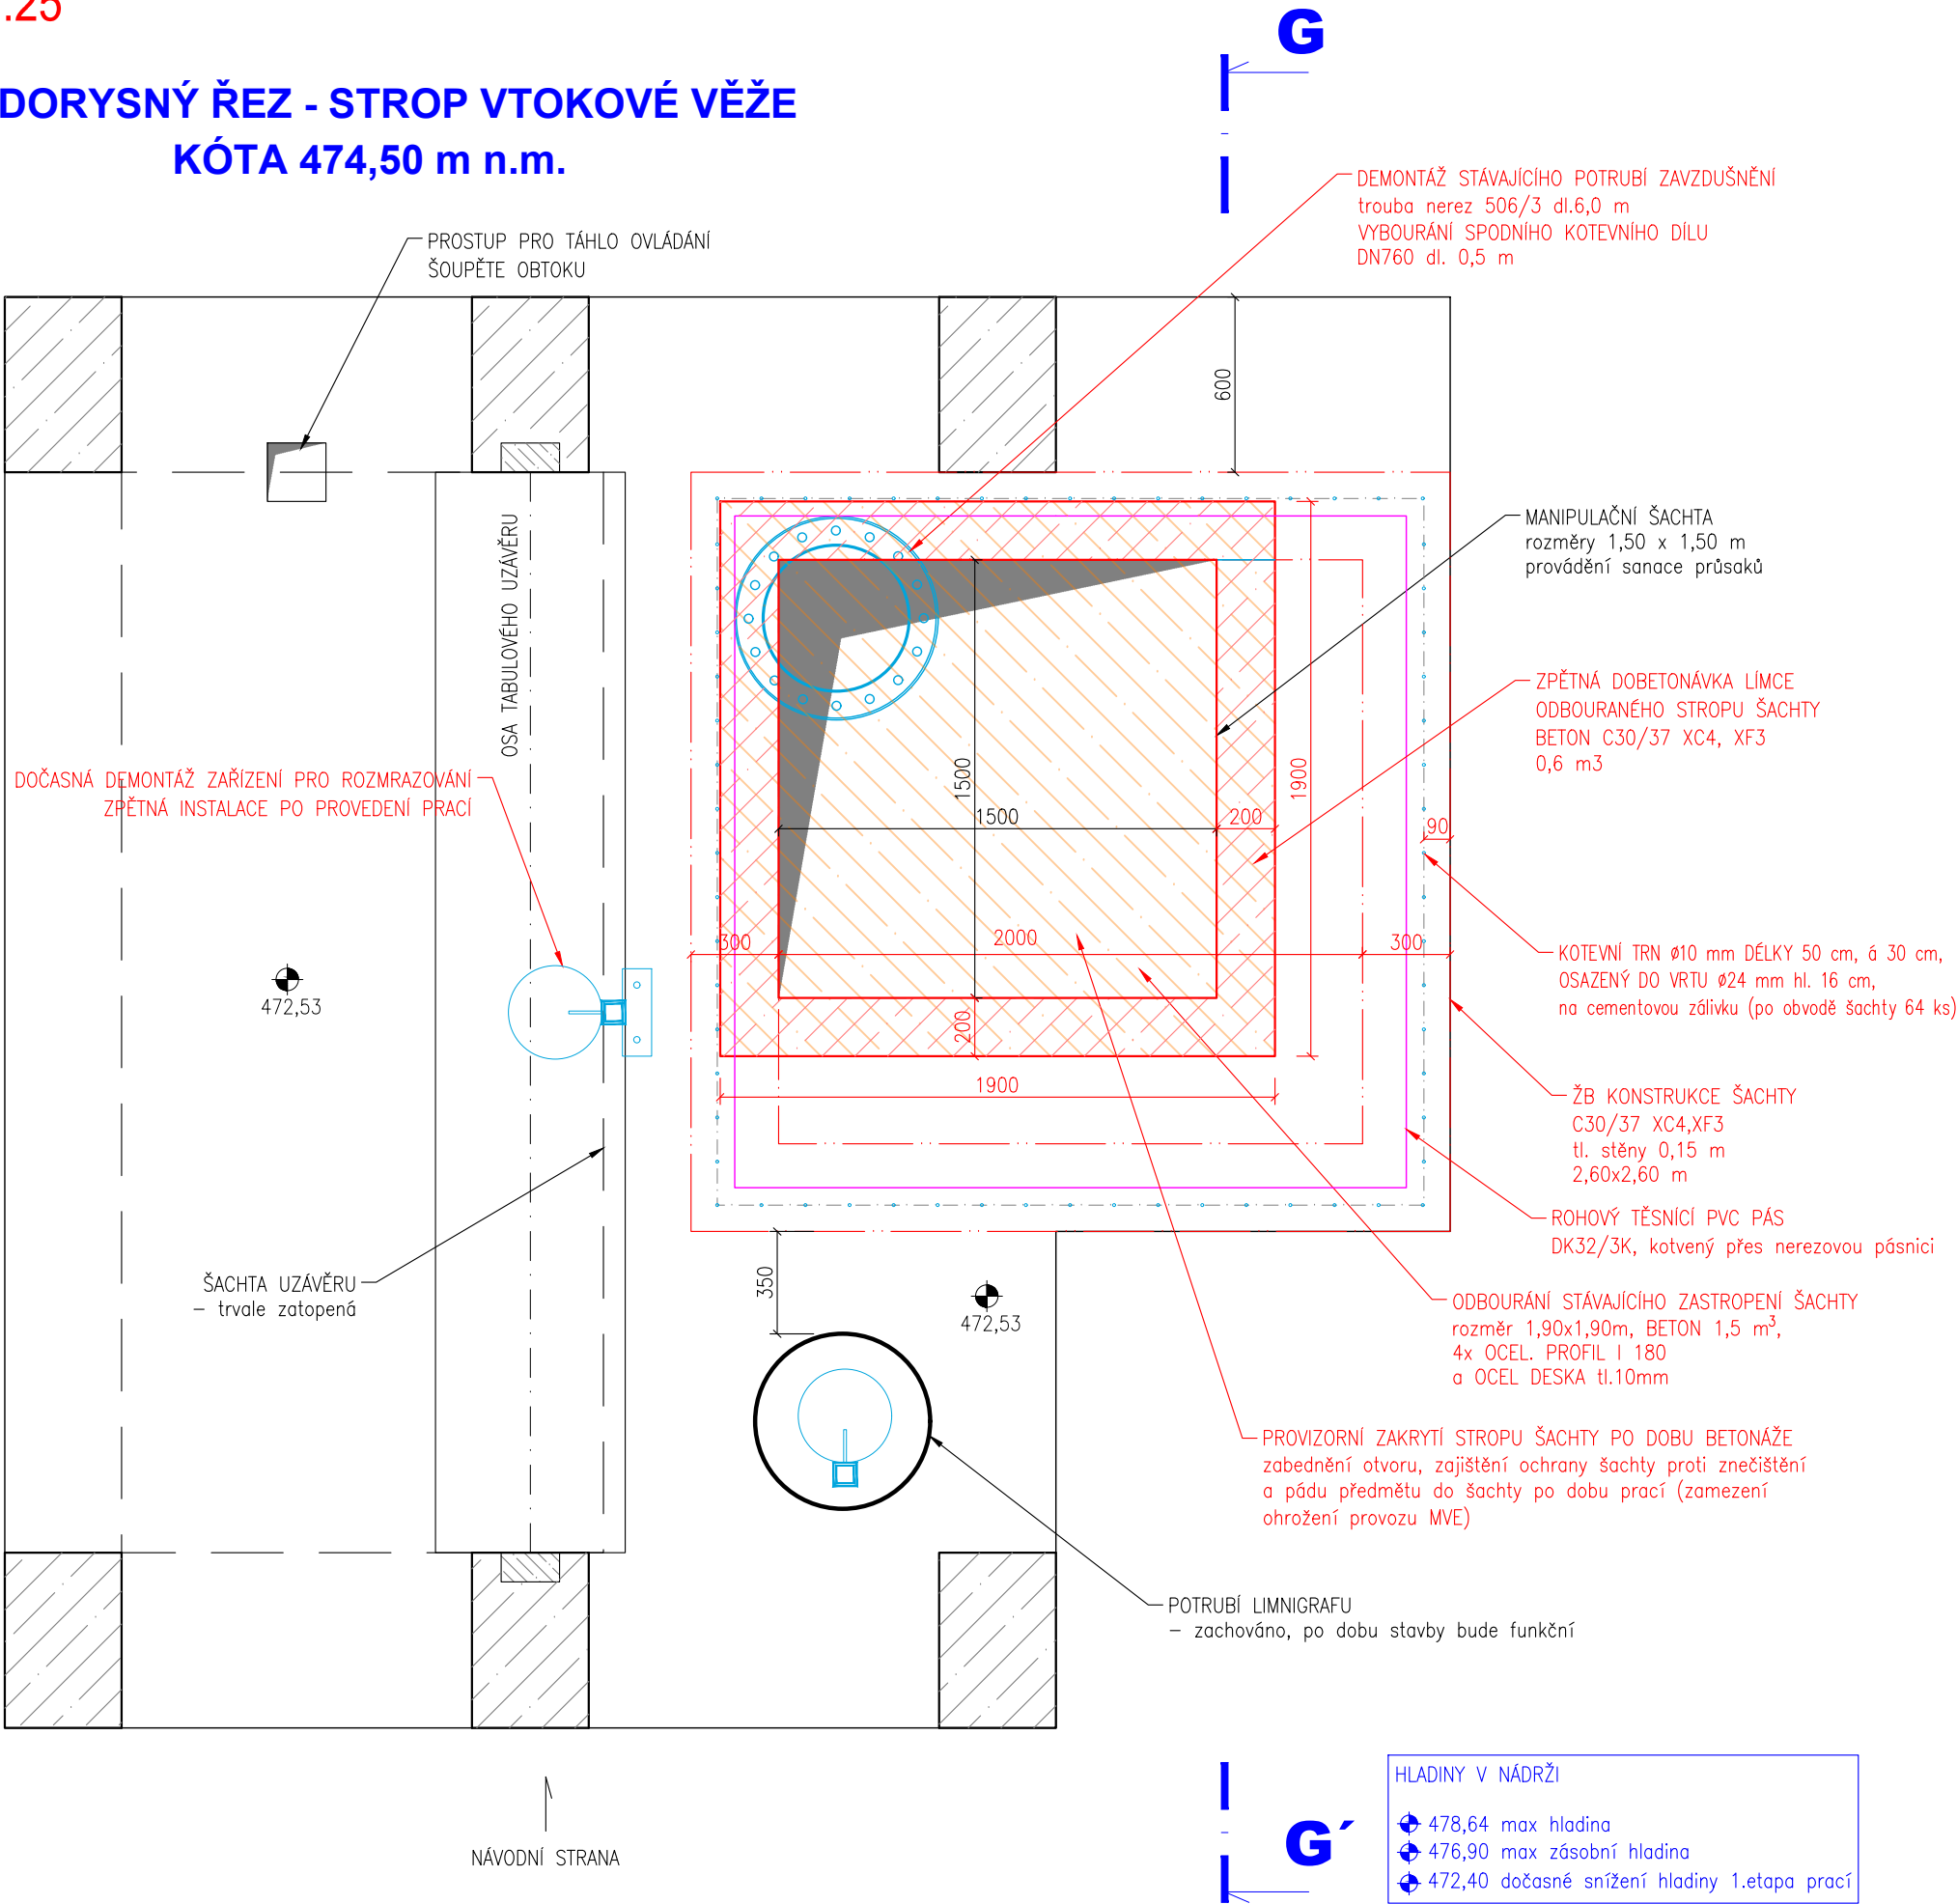 .25
G
DORYSNÝ ŘEZ - STROP VTOKOVÉ VĚŽE
KÓTA 474,50 m n.m.
DEMONTÁŽ STÁVAJÍCÍHO POTRUBÍ ZAVZDUŠNĚNÍ
trouba nerez 506/3 dl.6,0 m
VYBOURÁNÍ SPODNÍHO KOTEVNÍHO DÍLU
DN760 dl. 0,5 m
PROSTUP PRO TÁHLO OVLÁDÁNÍ
ŠOUPĚTE OBTOKU
600
OSA TABULOVÉHO UZÁVĚRU
MANIPULAČNÍ ŠACHTA
rozměry 1,50 x 1,50 m
provádění sanace průsaků
ZPĚTNÁ DOBETONÁVKA LÍMCE
ODBOURANÉHO STROPU ŠACHTY
BETON C30/37 XC4, XF3
0,6 m3
DOČASNÁ DEMONTÁŽ ZAŘÍZENÍ PRO ROZMRAZOVÁNÍ
ZPĚTNÁ INSTALACE PO PROVEDENÍ PRACÍ
1500
1500
200
1900
90
300
2000
300
KOTEVNÍ TRN ø10 mm DÉLKY 50 cm, á 30 cm,
OSAZENÝ DO VRTU ø24 mm hl. 16 cm,
na cementovou zálivku (po obvodě šachty 64 ks)
472,53
200
1900
ŽB KONSTRUKCE ŠACHTY
C30/37 XC4,XF3
tl. stěny 0,15 m
2,60x2,60 m
ROHOVÝ TĚSNÍCÍ PVC PÁS
DK32/3K, kotvený přes nerezovou pásnici
ŠACHTA UZÁVĚRU
– trvale zatopená
350
472,53
ODBOURÁNÍ STÁVAJÍCÍHO ZASTROPENÍ ŠACHTY
rozměr 1,90x1,90m, BETON 1,5 m³,
4x OCEL. PROFIL I 180
a OCEL DESKA tl.10mm
PROVIZORNÍ ZAKRYTÍ STROPU ŠACHTY PO DOBU BETONÁŽE
zabednění otvoru, zajištění ochrany šachty proti znečištění
a pádu předmětu do šachty po dobu prací (zamezení
ohrožení provozu MVE)
POTRUBÍ LIMNIGRAFU
– zachováno, po dobu stavby bude funkční
NÁVODNÍ STRANA
G´
HLADINY V NÁDRŽI
478,64 max hladina
476,90 max zásobní hladina
472,40 dočasné snížení hladiny 1.etapa prací